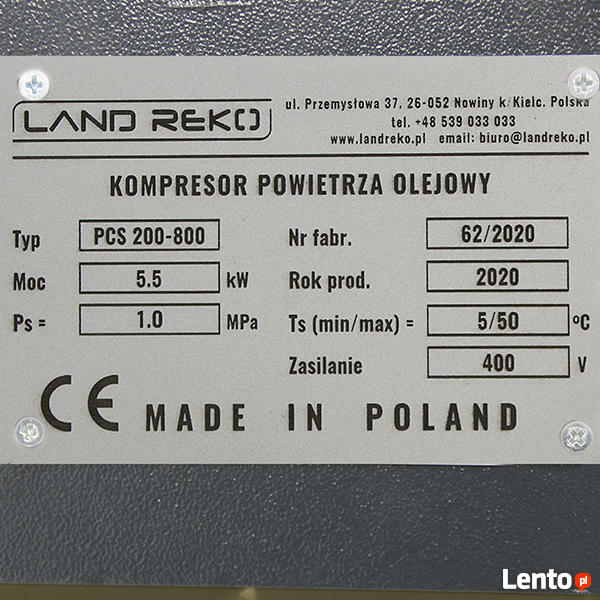 LAND REKO
ul. Przemysłowa 37, 26-052 Nowiny k/Kielc. Polska
tel. +48 539 033 033
www.landreko.pl email: biuro@landreko.pl
KOMPRESOR POWIETRZA OLEJOWY
Typ PCS 200-800 Nr fabr. 62/2020
Moc 5.5 kW Rok prod. 2020
Ps = 1.0 MPa Ts (min/max) = 5/50 ºC
Zasilanie 400 V
CE MADE IN POLAND
Lento.pl